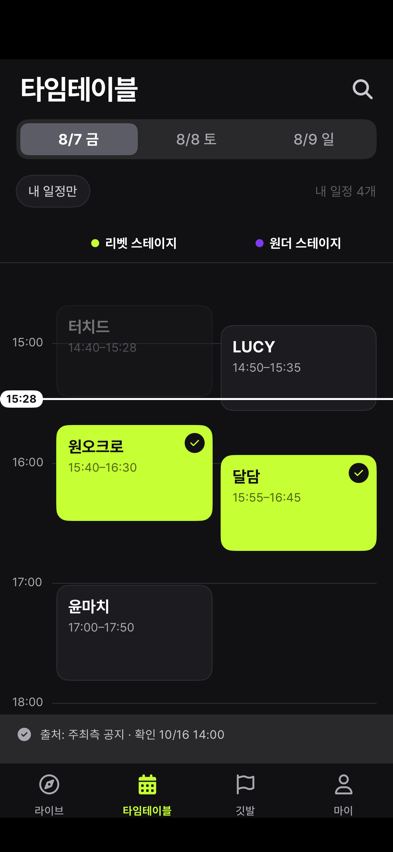 타임테이블
8/7 금
8/8 토
8/9 일
내 일정만
내 일정 4개
리벳 스테이지
원더 스테이지
터치드
14:40–15:28
15:00
LUCY
14:50–15:35
15:28
원오크로
15:40–16:30
16:00
달담
15:55–16:45
17:00
윤마치
17:00–17:50
18:00
출처: 주최측 공지 · 확인 10/16 14:00
라이브
타임테이블
깃발
마이